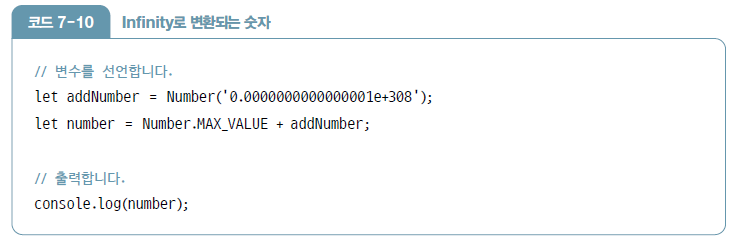 코드 7-10 Infinity로 변환되는 숫자
// 변수를 선언합니다.
let addNumber = Number('0.0000000000000001e+308');
let number = Number.MAX_VALUE + addNumber;
// 출력합니다.
console.log(number);